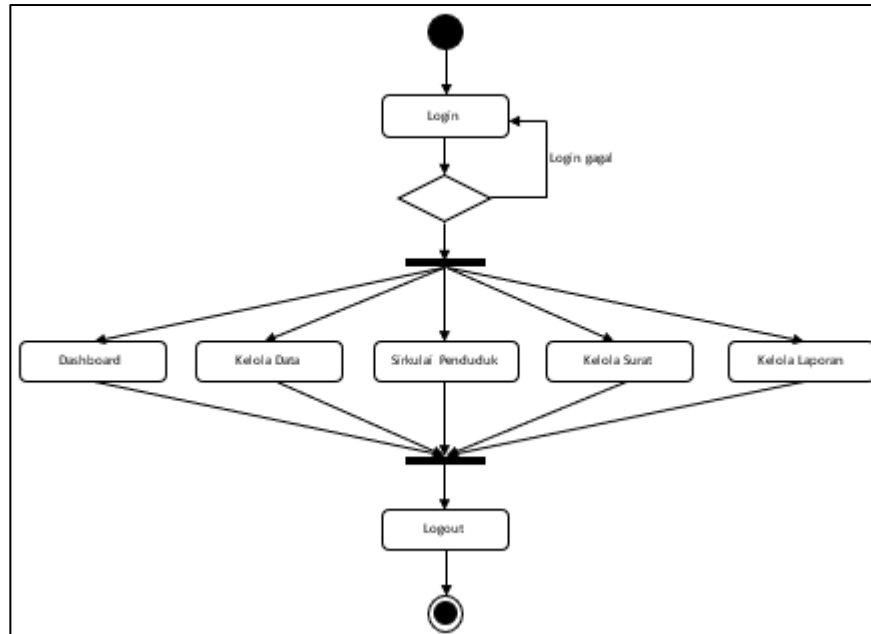 Login
Login gagal
Dashboard
Kelola Data
Sirkulai Penduduk
Kelola Surat
Kelola Laporan
Logout